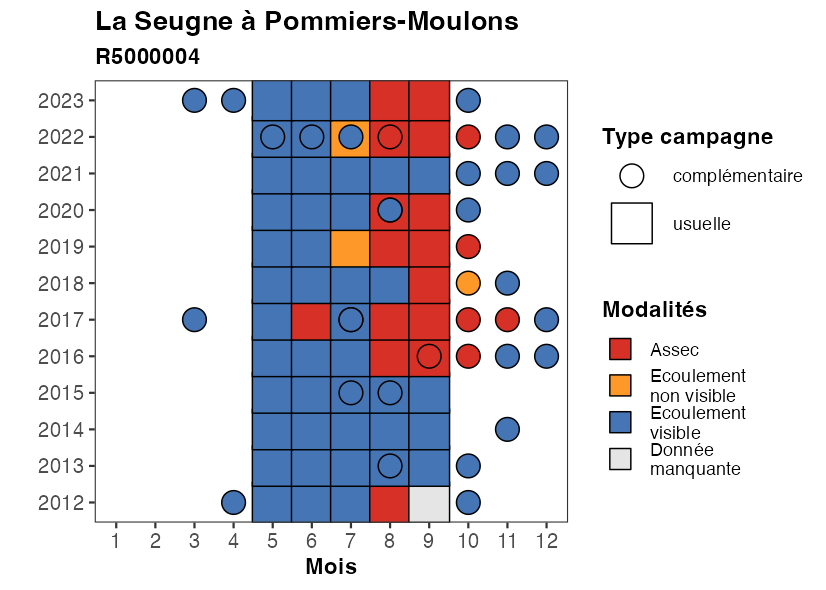 La Seugne à Pommiers-Moulons
R5000004
2023
2022
2021
2020
2019
2018
2017
2016
2015
2014
2013
2012
1 2 3 4 5 6 7 8 9 10 11 12
Mois
Type campagne
complémentaire
usuelle
Modalités
Assec
Ecoulement
non visible
Ecoulement
visible
Donnée
manquante